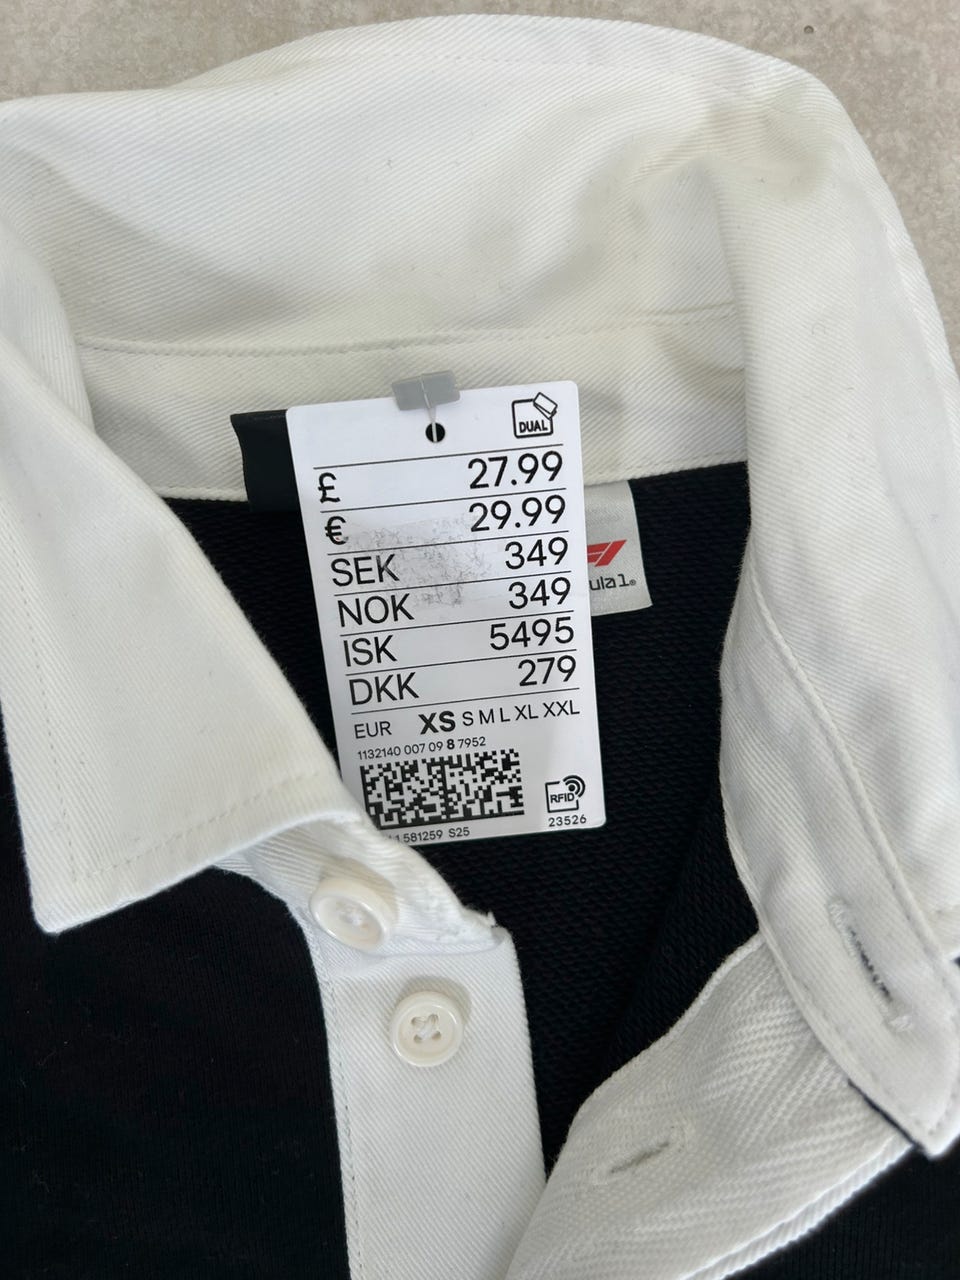 DUAL
£ 27.99
€ 29.99
SEK 349
NOK 349
ISK 5495
DKK 279
EUR XS S M L XL XXL
1132140 007 09 8 7952
RFID
23526
581259 S25
ula1®